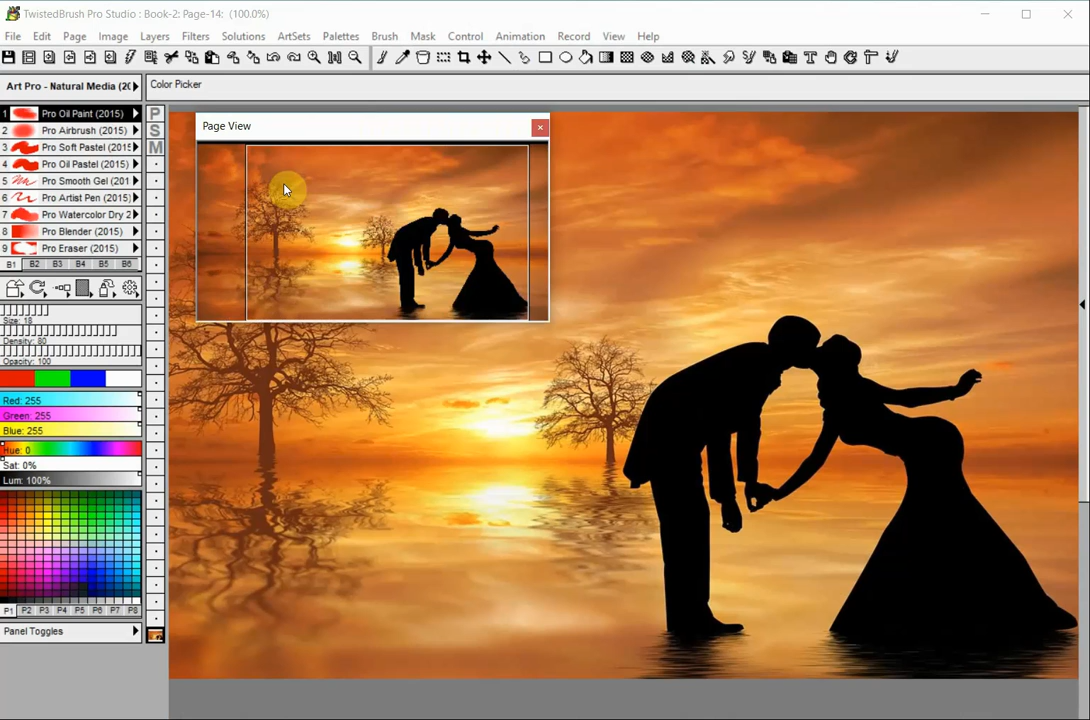 TwistedBrush Pro Studio : Book-2: Page-14: (100.0%)
File Edit Page Image Layers Filters Solutions ArtSets Palettes Brush Mask Control Animation Record View Help
Art Pro - Natural Media (20
Color Picker
1 Pro Oil Paint (2015)
2 Pro Airbrush (2015)
3 Pro Soft Pastel (2015
4 Pro Oil Pastel (2015)
5 Pro Smooth Gel (201
6 Pro Artist Pen (2015)
7 Pro Watercolor Dry 2
8 Pro Blender (2015)
9 Pro Eraser (2015)
P
S
M
B1 B2 B3 B4 B5 B6
Size: 18
Density: 80
Opacity: 100
Red: 255
Green: 255
Blue: 255
Hue: 0
Sat: 0%
Lum: 100%
P1 P2 P3 P4 P5 P6 P7 P8
Panel Toggles
Page View